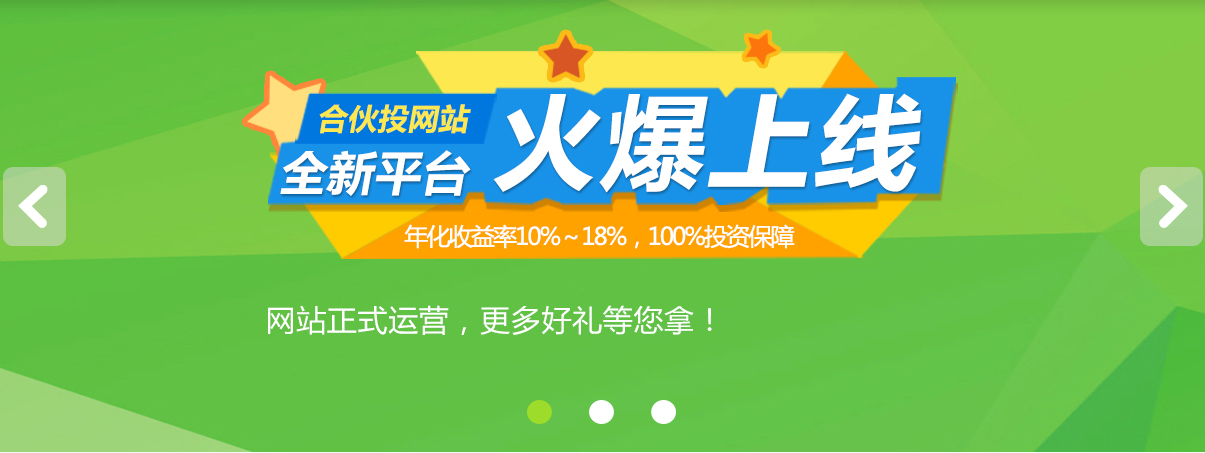 合伙投网站
全新平台
火爆上线
年化收益率10%～18%，100%投资保障
网站正式运营，更多好礼等您拿！